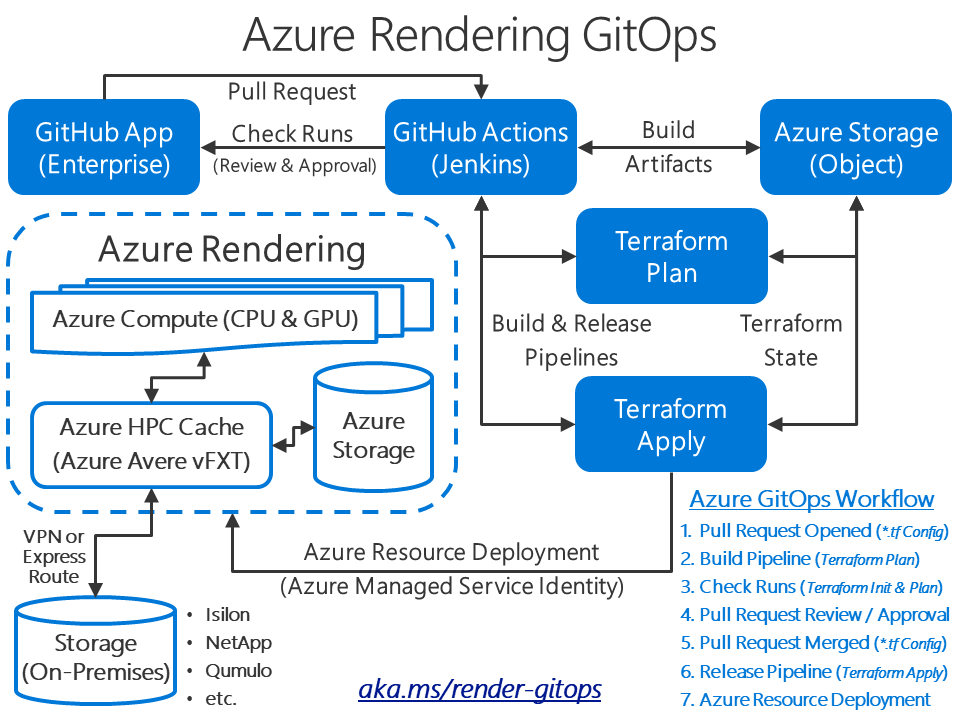 Azure Rendering GitOps
Pull Request
GitHub App
(Enterprise)
Check Runs
(Review & Approval)
GitHub Actions
(Jenkins)
Build
Artifacts
Azure Storage
(Object)
Azure Rendering
Azure Compute (CPU & GPU)
Azure HPC Cache
(Azure Avere vFXT)
Azure
Storage
Terraform
Plan
Build & Release
Pipelines
Terraform
State
Terraform
Apply
VPN or
Express
Route
Azure Resource Deployment
(Azure Managed Service Identity)
Storage
(On-Premises)
• Isilon
• NetApp
• Qumulo
• etc.
aka.ms/render-gitops
Azure GitOps Workflow
1. Pull Request Opened (*.tf Config)
2. Build Pipeline (Terraform Plan)
3. Check Runs (Terraform Init & Plan)
4. Pull Request Review / Approval
5. Pull Request Merged (*.tf Config)
6. Release Pipeline (Terraform Apply)
7. Azure Resource Deployment